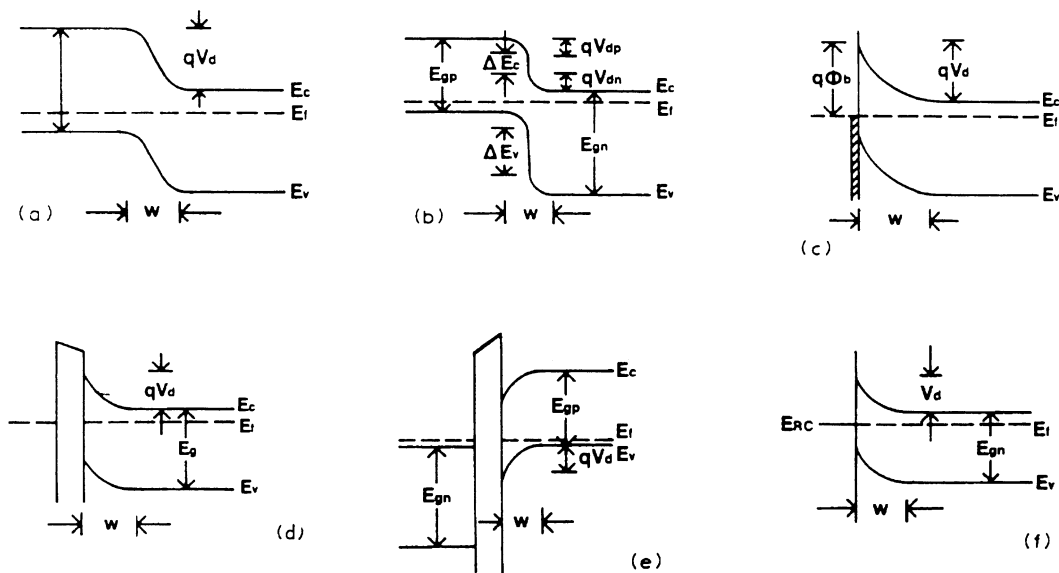 qVd
Ec
Ef
Ev
w
(a)
Egp
ΔEc
qVdp
qVdn
Ec
Ef
ΔEv
Egn
Ev
w
(b)
qΦb
qVd
Ec
Ef
Ev
w
(c)
qVd
Ec
Ef
Eg
Ev
w
(d)
Ec
Egp
Ef
qVd
Ev
Egn
w
(e)
Vd
ERC
Ec
Ef
Egn
Ev
w
(f)